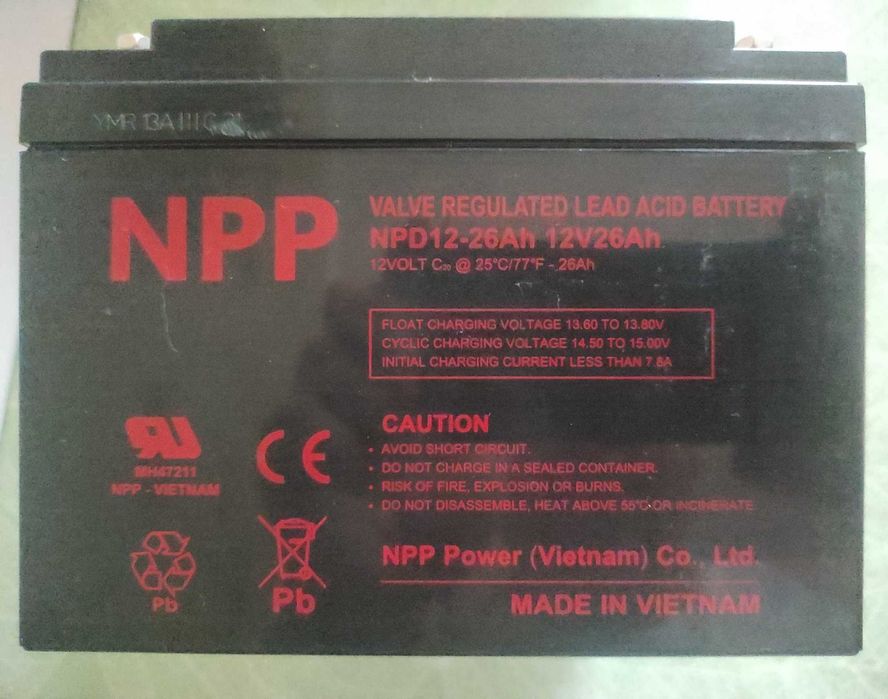 YMR 13A
NPP
VALVE REGULATED LEAD ACID BATTERY
NPD12-26Ah 12V26Ah
12VOLT C₂₀ @ 25°C/77°F - 26Ah
FLOAT CHARGING VOLTAGE 13.60 TO 13.80V
CYCLIC CHARGING VOLTAGE 14.50 TO 15.00V
INITIAL CHARGING CURRENT LESS THAN 7.8A
CAUTION
• AVOID SHORT CIRCUIT.
• DO NOT CHARGE IN A SEALED CONTAINER.
• RISK OF FIRE, EXPLOSION OR BURNS.
• DO NOT DISASSEMBLE, HEAT ABOVE 55°C OR INCINERATE
RU
MH47211
NPP - VIETNAM
CE
Pb
Pb
NPP Power (Vietnam) Co., Ltd.
MADE IN VIETNAM